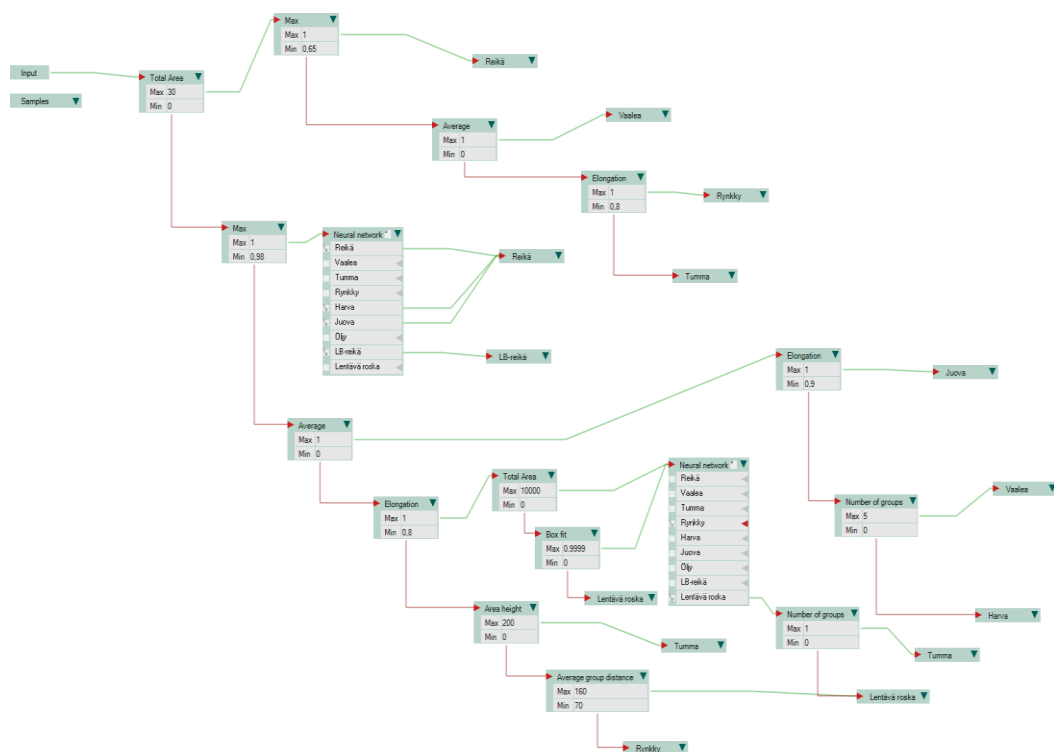 Max
Max 1
Min 0,65
Input
Reikä
Total Area
Max 30
Min 0
Samples
Vaalea
Average
Max 1
Min 0
Elongation
Max 1
Min 0,8
Rynkky
Tumma
Max
Max 1
Min 0,98
Neural network
Reikä
Vaalea
Tumma
Rynkky
Harva
Juova
Öljy
LB-reikä
Lentävä roska
Reikä
LB-reikä
Elongation
Max 1
Min 0,9
Juova
Average
Max 1
Min 0
Elongation
Max 1
Min 0,8
Total Area
Max 10000
Min 0
Box fit
Max 0,9999
Min 0
Lentävä roska
Neural network
Reikä
Vaalea
Tumma
Rynkky
Harva
Juova
Öljy
LB-reikä
Lentävä roska
Number of groups
Max 5
Min 0
Vaalea
Harva
Area height
Max 200
Min 0
Tumma
Number of groups
Max 1
Min 0
Tumma
Average group distance
Max 160
Min 70
Lentävä roska
Rynkky